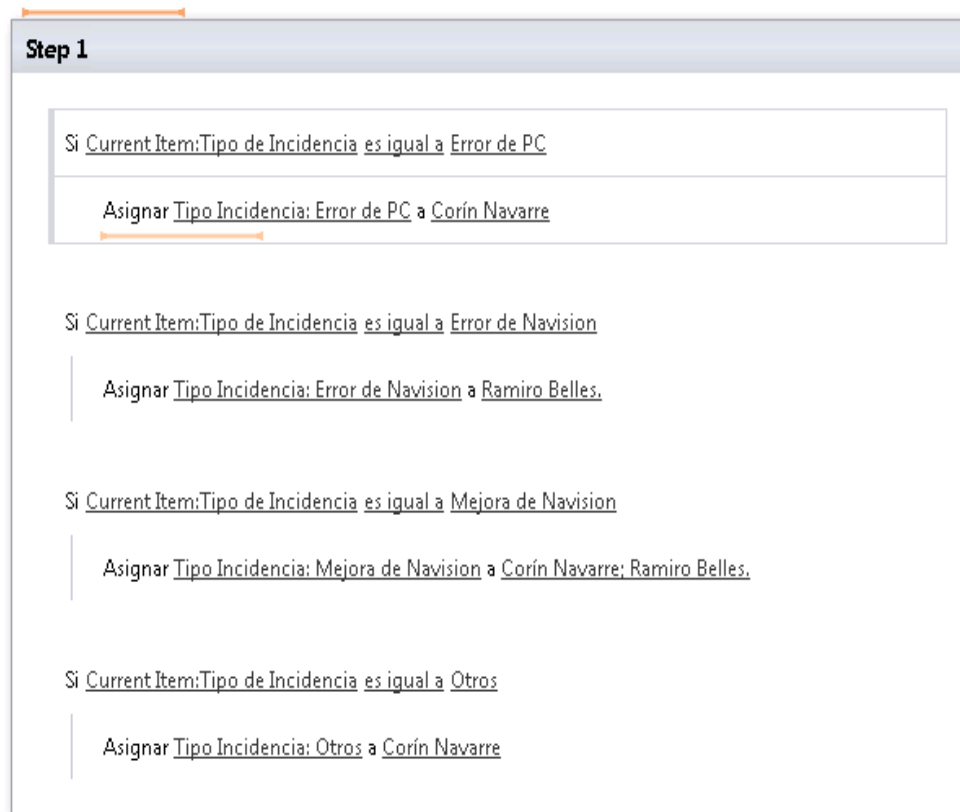 Step 1
Si Current Item:Tipo de Incidencia es igual a Error de PC
Asignar Tipo Incidencia: Error de PC a Corín Navarre
Si Current Item:Tipo de Incidencia es igual a Error de Navision
Asignar Tipo Incidencia: Error de Navision a Ramiro Belles.
Si Current Item:Tipo de Incidencia es igual a Mejora de Navision
Asignar Tipo Incidencia: Mejora de Navision a Corín Navarre; Ramiro Belles.
Si Current Item:Tipo de Incidencia es igual a Otros
Asignar Tipo Incidencia: Otros a Corín Navarre